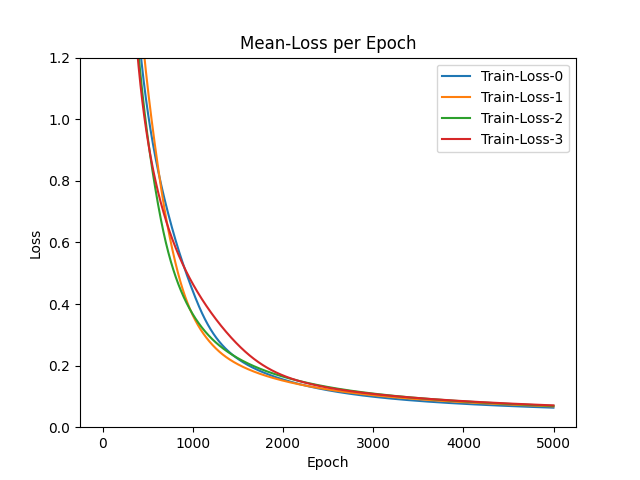 Mean-Loss per Epoch
Train-Loss-0
Train-Loss-1
Train-Loss-2
Train-Loss-3
Loss
1.2
1.0
0.8
0.6
0.4
0.2
0.0
0 1000 2000 3000 4000 5000
Epoch